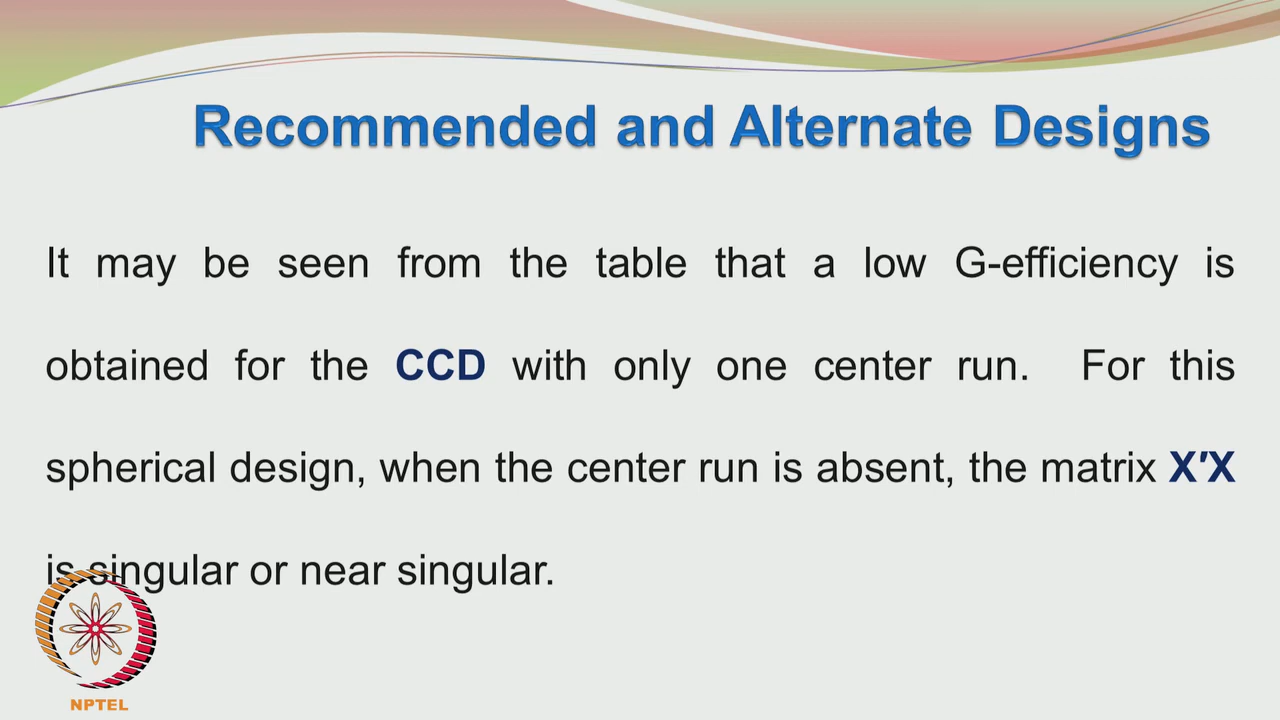 Recommended and Alternate Designs
It may be seen from the table that a low G-efficiency is
obtained for the CCD with only one center run. For this
spherical design, when the center run is absent, the matrix X′X
is singular or near singular.
NPTEL